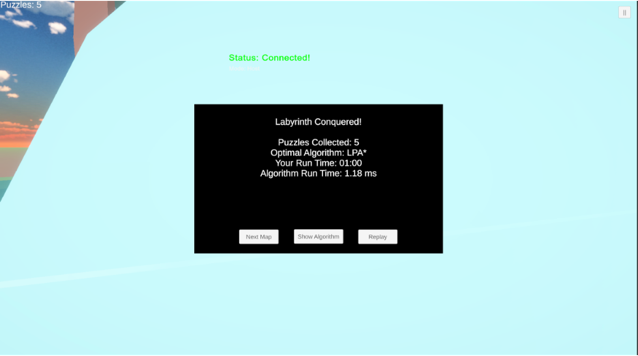 Puzzles: 5
||
Status: Connected!
Labyrinth Conquered!
Puzzles Collected: 5
Optimal Algorithm: LPA*
Your Run Time: 01:00
Algorithm Run Time: 1.18 ms
Next Map
Show Algorithm
Replay